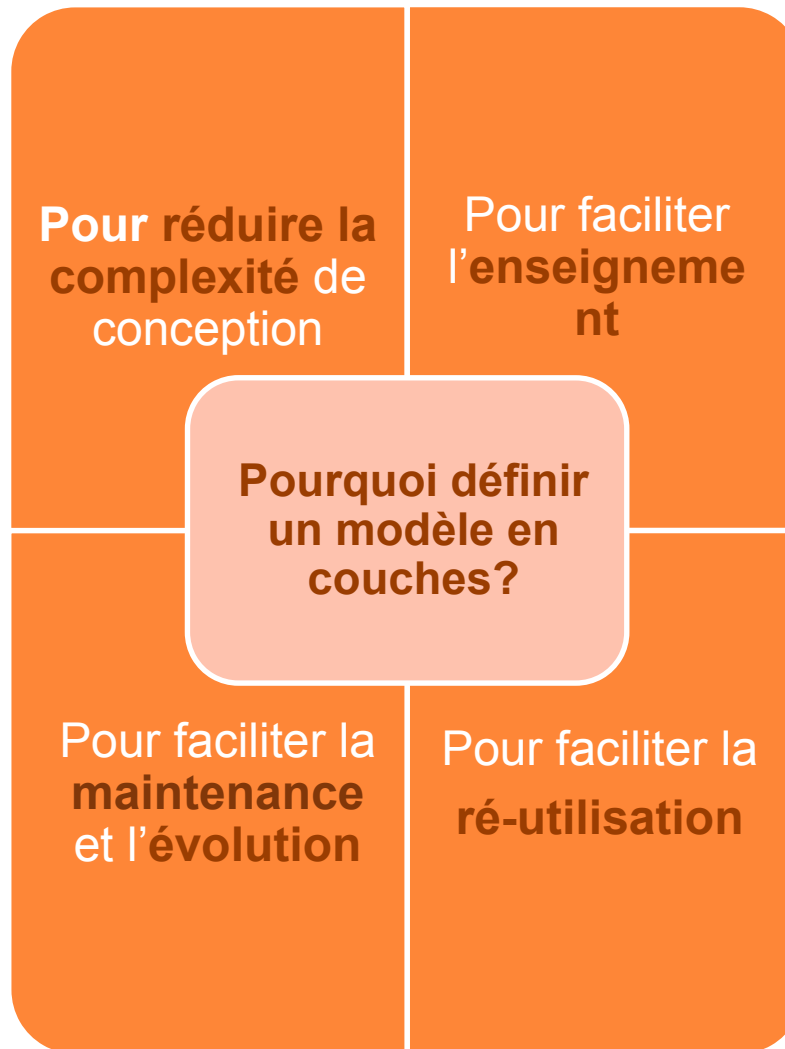 Pour réduire la
complexité de
conception
Pour faciliter
l’enseigneme
nt
Pourquoi définir
un modèle en
couches?
Pour faciliter la
maintenance
et l’évolution
Pour faciliter la
ré-utilisation